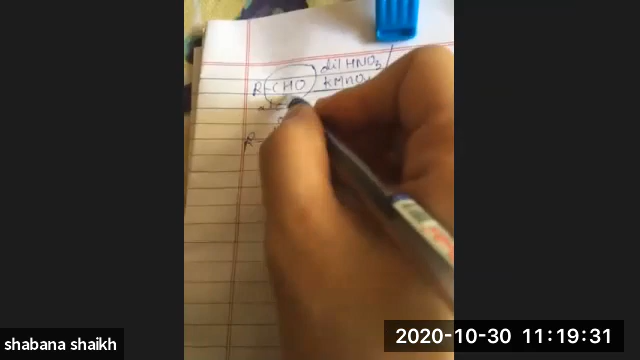 dil HNO3
R-CHO KMnO4
R
shabana shaikh
2020-10-30 11:19:31